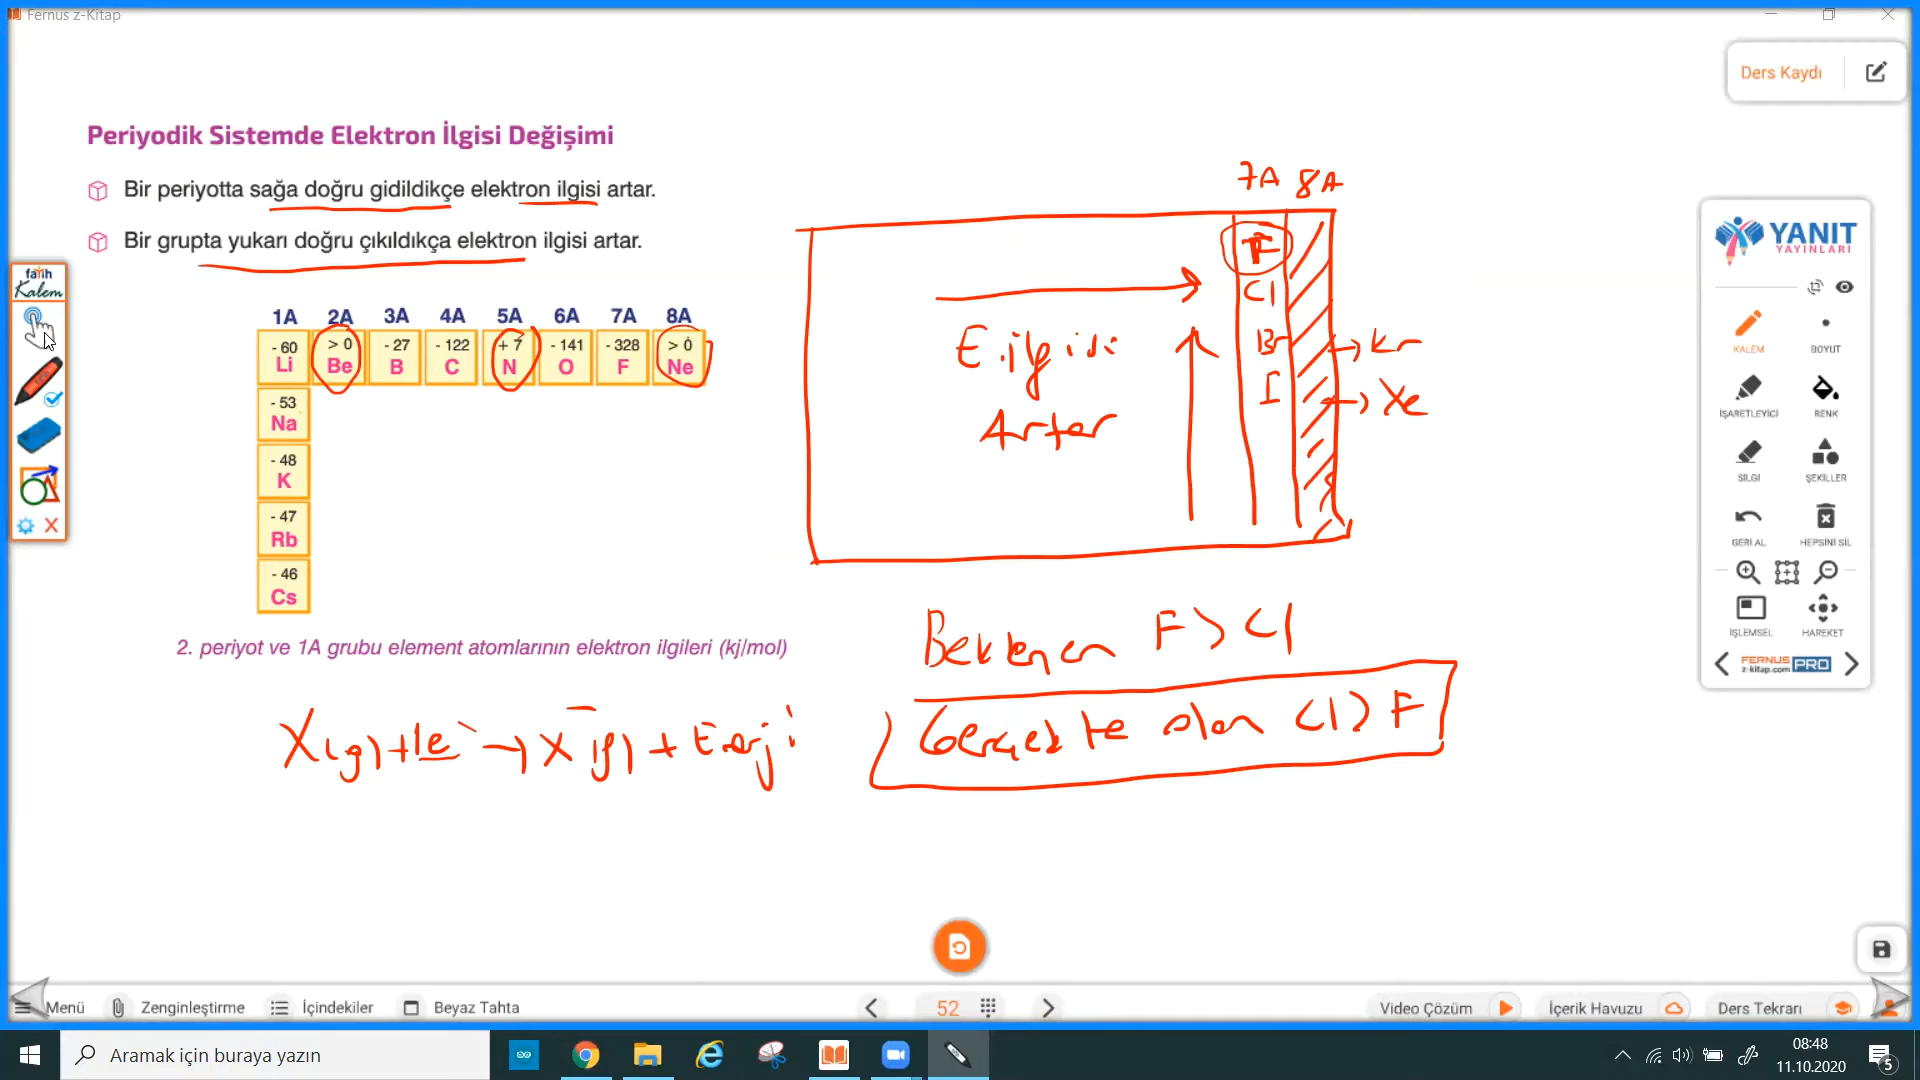 Fernus z-Kitap
Ders Kaydı
Periyodik Sistemde Elektron İlgisi Değişimi
Bir periyotta sağa doğru gidildikçe elektron ilgisi artar.
Bir grupta yukarı doğru çıkıldıkça elektron ilgisi artar.
fatih
Kalem
1A 2A 3A 4A 5A 6A 7A 8A
- 60 > 0 - 27 - 122 + 7 - 141 - 328 > 0
Li Be B C N O F Ne
- 53
Na
- 48
K
- 47
Rb
- 46
Cs
2. periyot ve 1A grubu element atomlarının elektron ilgileri (kj/mol)
X(g) + 1e⁻ → X⁻(g) + Enerji
7A 8A
F
Cl
Br → Kr
I → Xe
E. ilgisi
Artar
Beklenen F > Cl
Gerçekte olan Cl > F
YANIT
YAYINLARI
KALEM
BOYUT
İŞARETLEYİCİ
RENK
SİLGİ
ŞEKİLLER
GERİ AL
HEPSİNİ SİL
İŞLEMSEL
HAREKET
FERNUS PRO
z-kitap.com
Menü Zenginleştirme İçindekiler Beyaz Tahta 52 Video Çözüm İçerik Havuzu Ders Tekrarı
Aramak için buraya yazın
08:48
11.10.2020
5